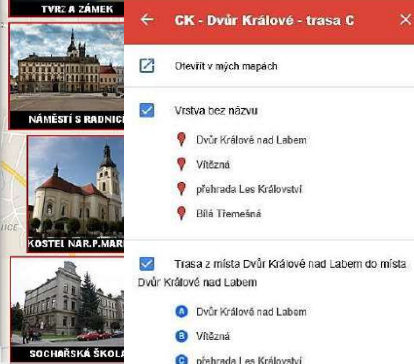 TVRZ A ZÁMEK
NÁMĚSTÍ S RADNICÍ
KOSTEL NAR.P.MARI
SOCHAŘSKÁ ŠKOLA
CK - Dvůr Králové - trasa C
Otevřít v mých mapách
Vrstva bez názvu
Dvůr Králové nad Labem
Vítězná
přehrada Les Království
Bílá Třemešná
Trasa z místa Dvůr Králové nad Labem do místa
Dvůr Králové nad Labem
A Dvůr Králové nad Labem
B Vítězná
C přehrada Les Království